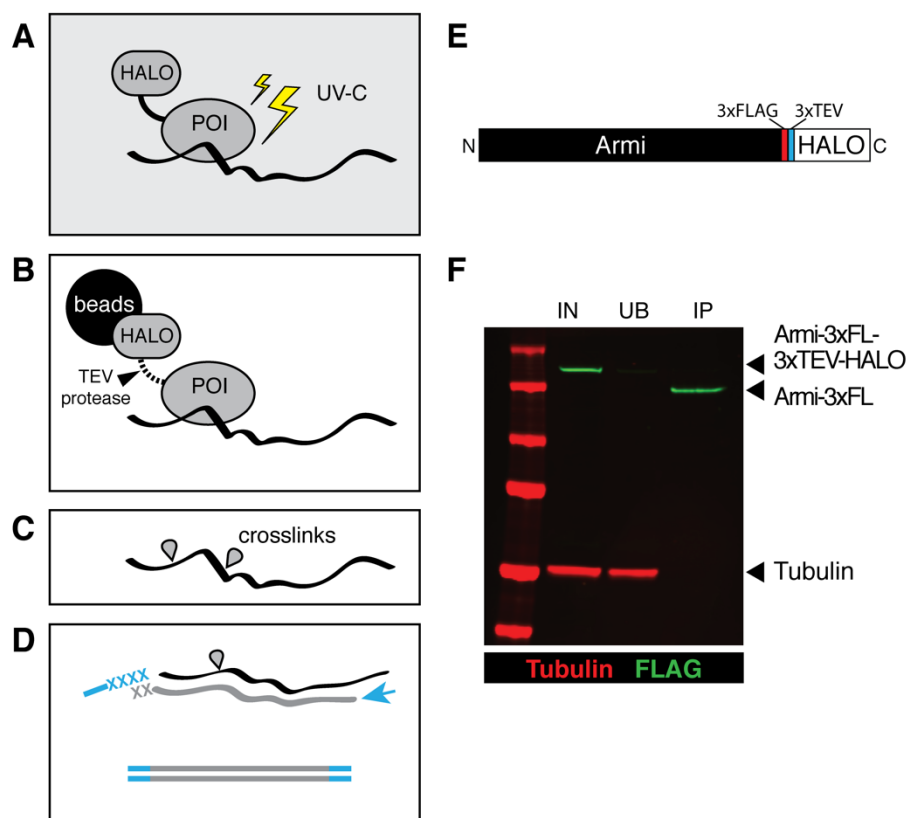 A
HALO
POI
UV-C
B
beads
HALO
TEV
protease
POI
C
crosslinks
D
XXXX
XX
E
3xFLAG 3xTEV
N Armi HALO C
F
IN UB IP
Armi-3xFL-
3xTEV-HALO
Armi-3xFL
Tubulin
Tubulin FLAG